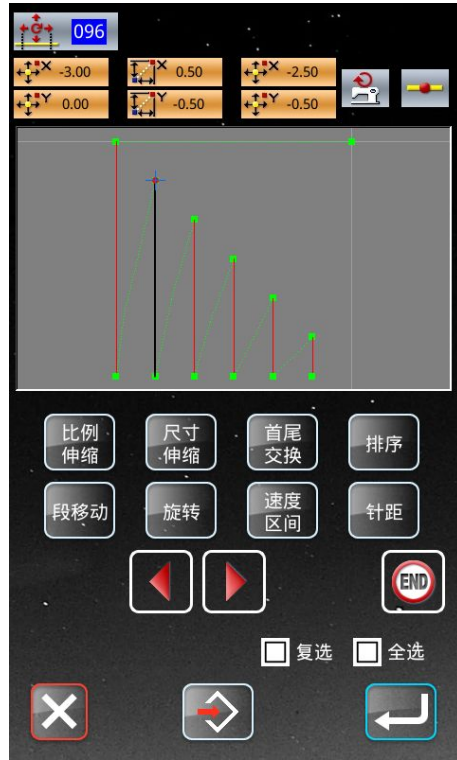 096
X -3.00
X 0.50
X -2.50
Y 0.00
Y -0.50
Y -0.50
比例
伸缩
尺寸
伸缩
首尾
交换
排序
段移动
旋转
速度
区间
针距
END
复选
全选